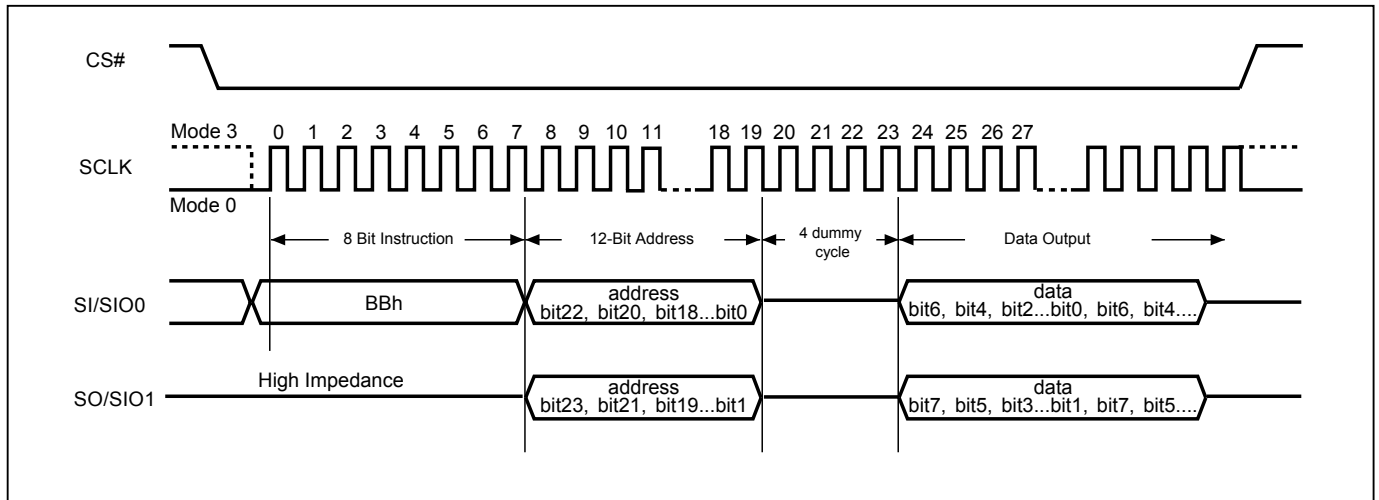 CS#
Mode 3
0 1 2 3 4 5 6 7 8 9 10 11 18 19 20 21 22 23 24 25 26 27
SCLK
Mode 0
8 Bit Instruction
12-Bit Address
4 dummy
cycle
Data Output
SI/SIO0
BBh
address
bit22, bit20, bit18...bit0
data
bit6, bit4, bit2...bit0, bit6, bit4....
SO/SIO1
High Impedance
address
bit23, bit21, bit19...bit1
data
bit7, bit5, bit3...bit1, bit7, bit5....